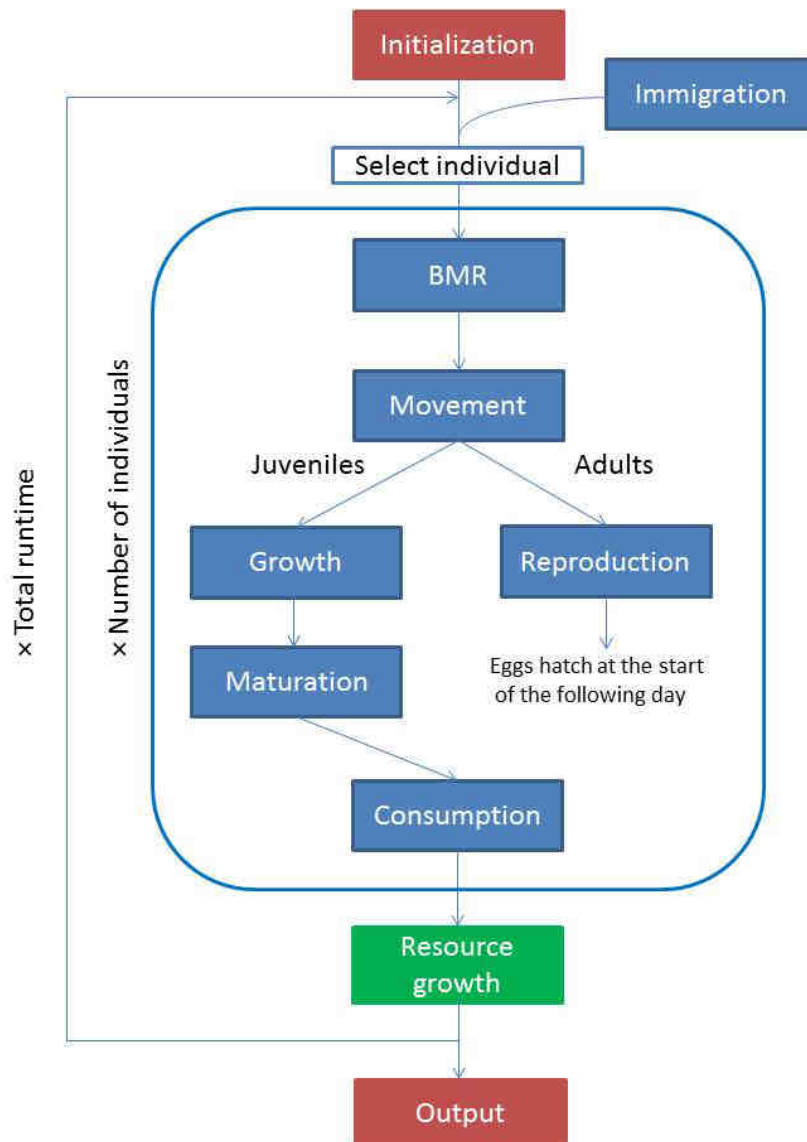 Initialization
Immigration
Select individual
BMR
Movement
Juveniles
Adults
Growth
Reproduction
Maturation
Eggs hatch at the start
of the following day
Consumption
Resource
growth
Output
× Total runtime
× Number of individuals